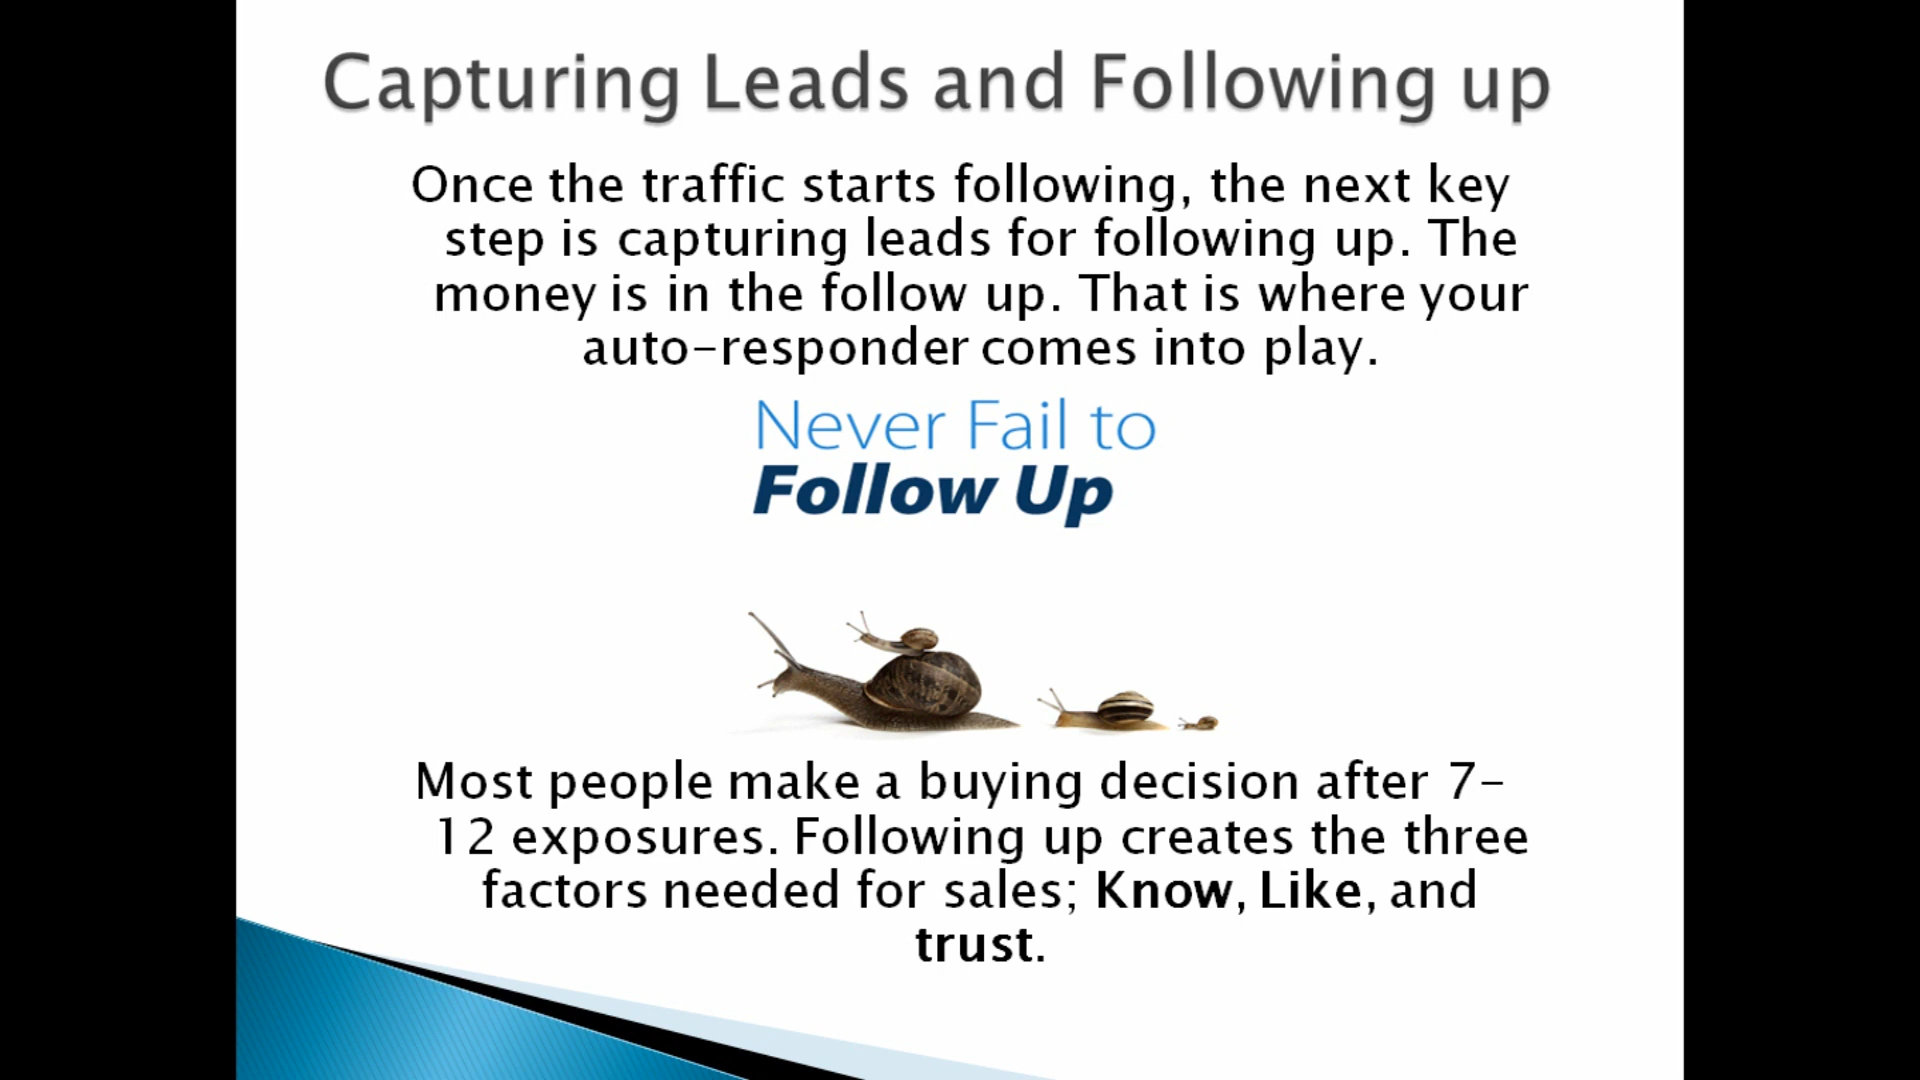 Capturing Leads and Following up
Once the traffic starts following, the next key
step is capturing leads for following up. The
money is in the follow up. That is where your
auto-responder comes into play.
Never Fail to
Follow Up
Most people make a buying decision after 7-
12 exposures. Following up creates the three
factors needed for sales; Know, Like, and
trust.